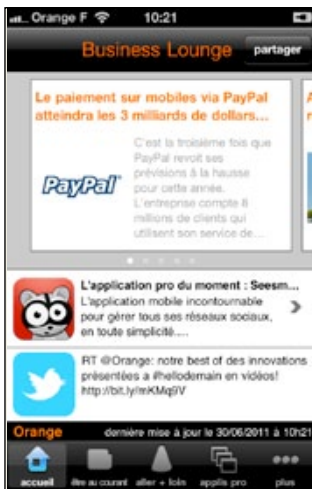 Orange F 10:21
Business Lounge partager
Le paiement sur mobiles via PayPal
atteindra les 3 milliards de dollars...
C'est la troisième fois que
PayPal revoit ses
prévisions à la hausse
pour cette année.
L'entreprise compte 8
millions de clients qui
utilisent son service de...
PayPal
L'application pro du moment : Seesm...
L'application mobile incontournable
pour gérer tous ses réseaux sociaux,
en toute simplicité....
RT @Orange: notre best of des innovations
présentées a #hellodemain en vidéos!
http://bit.ly/mKMq9V
Orange dernière mise à jour le 30/06/2011 à 10h21
accueil être au courant aller + loin applis pro plus